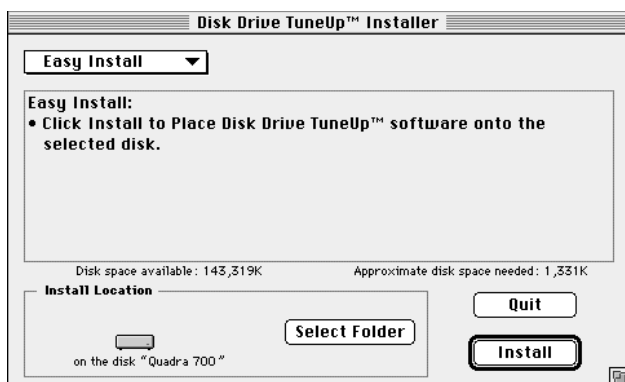 Disk Drive TuneUp™ Installer
Easy Install
Easy Install:
• Click Install to Place Disk Drive TuneUp™ software onto the
selected disk.
Disk space available: 143,319K Approximate disk space needed: 1,331K
Install Location
Quit
Select Folder
on the disk “Quadra 700”
Install